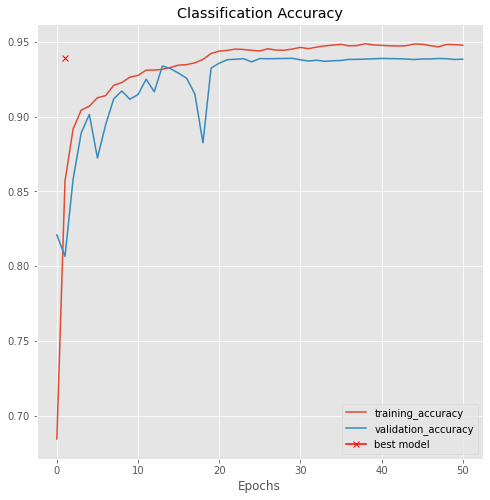 Classification Accuracy
0.95
0.90
0.85
0.80
0.75
0.70
training_accuracy
validation_accuracy
best model
0 10 20 30 40 50
Epochs